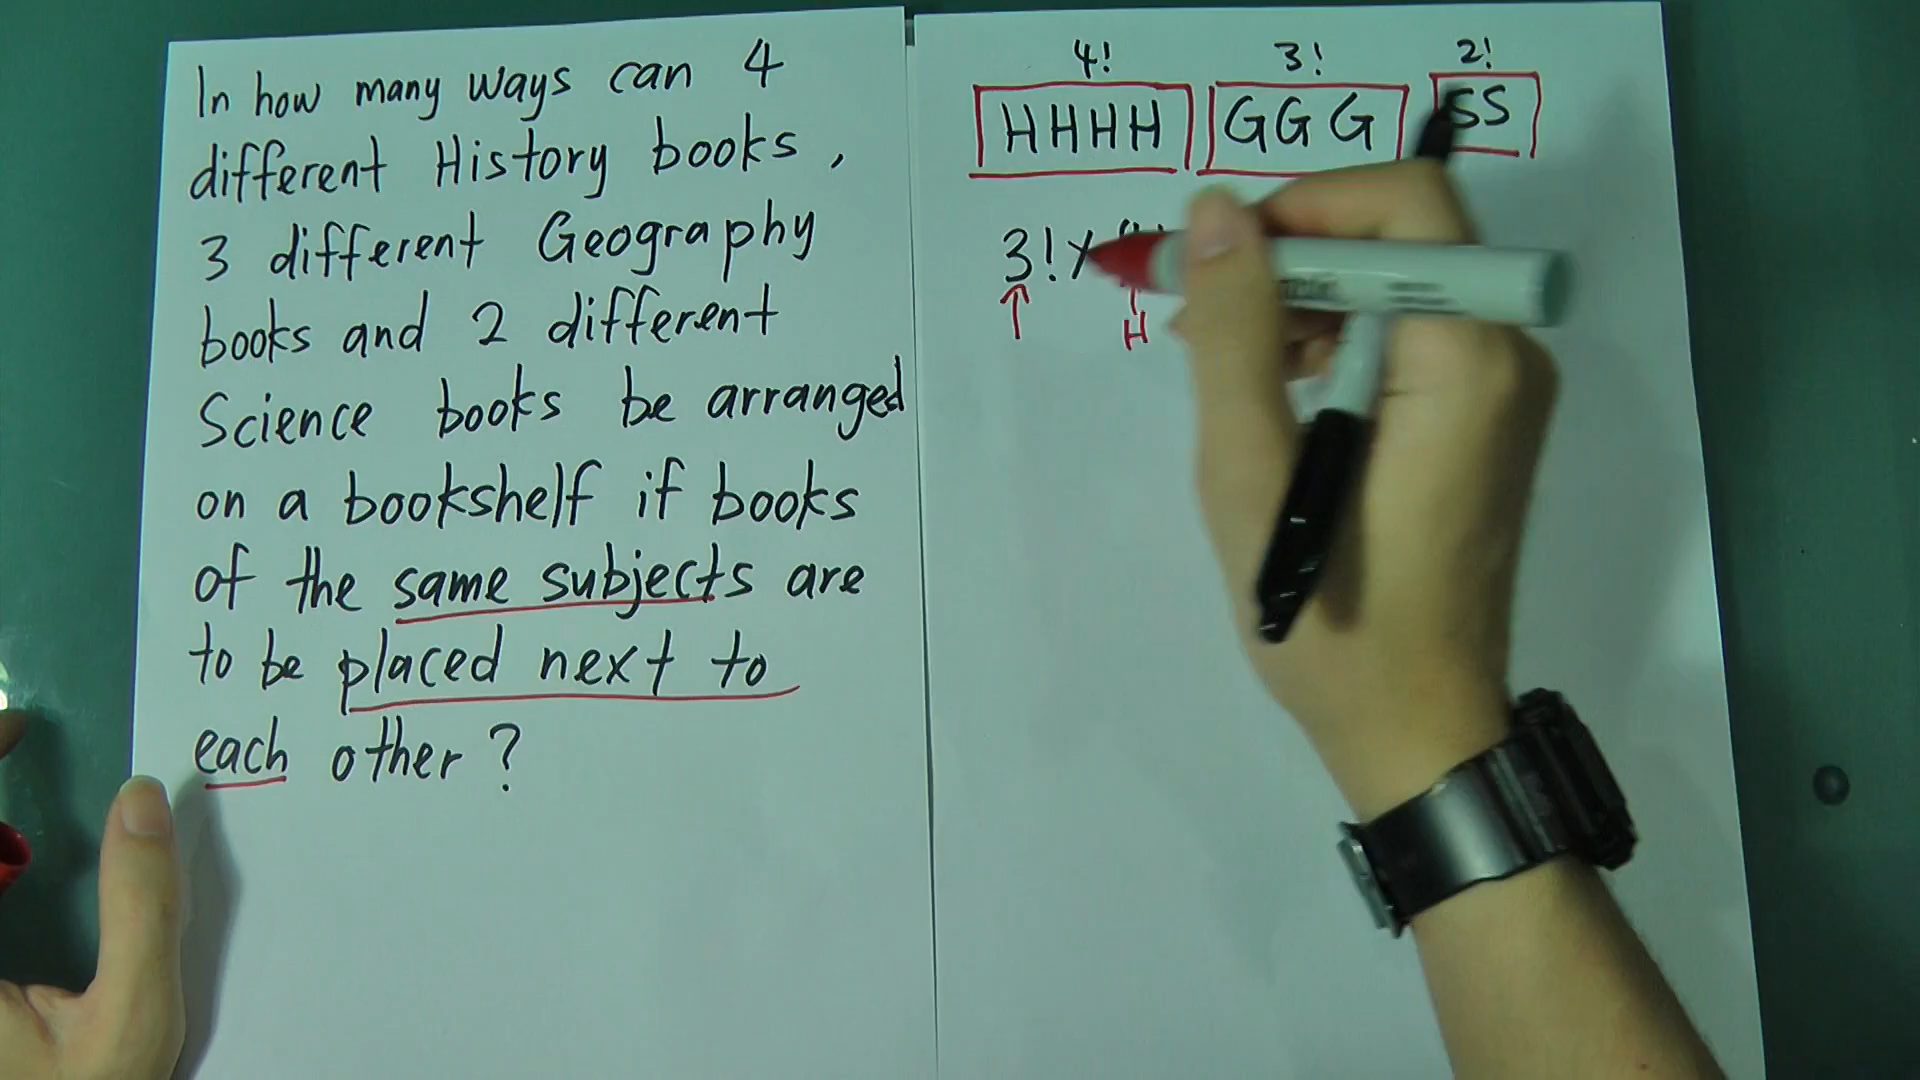 In how many ways can 4
different History books,
3 different Geography
books and 2 different
Science books be arranged
on a bookshelf if books
of the same subjects are
to be placed next to
each other?
4! 3! 2!
HHHH GGG SS
3! ×
H